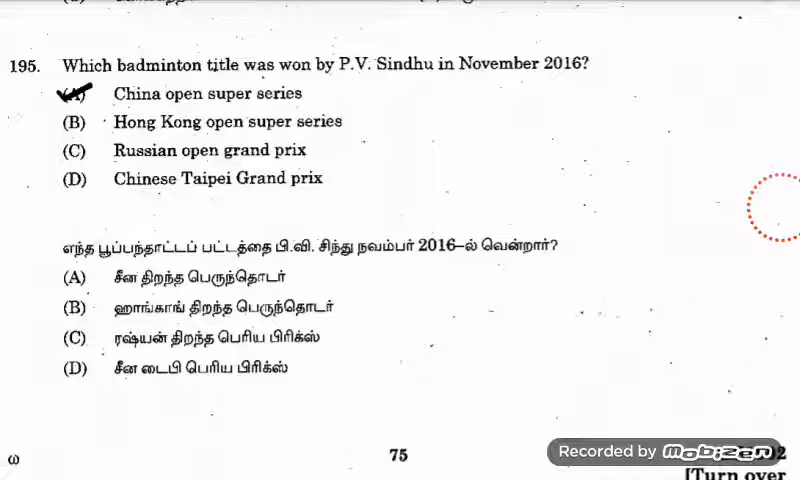 195. Which badminton title was won by P.V. Sindhu in November 2016?
(A) China open super series
(B) Hong Kong open super series
(C) Russian open grand prix
(D) Chinese Taipei Grand prix
எந்த பூப்பந்தாட்டப் பட்டத்தை பி.வி. சிந்து நவம்பர் 2016–ல் வென்றார்?
(A) சீன திறந்த பெருந்தொடர்
(B) ஹாங்காங் திறந்த பெருந்தொடர்
(C) ரஷ்யன் திறந்த பெரிய பிரிக்ஸ்
(D) சீன டைபி பெரிய பிரிக்ஸ்
ω 75
Recorded by mobizen
[Turn over